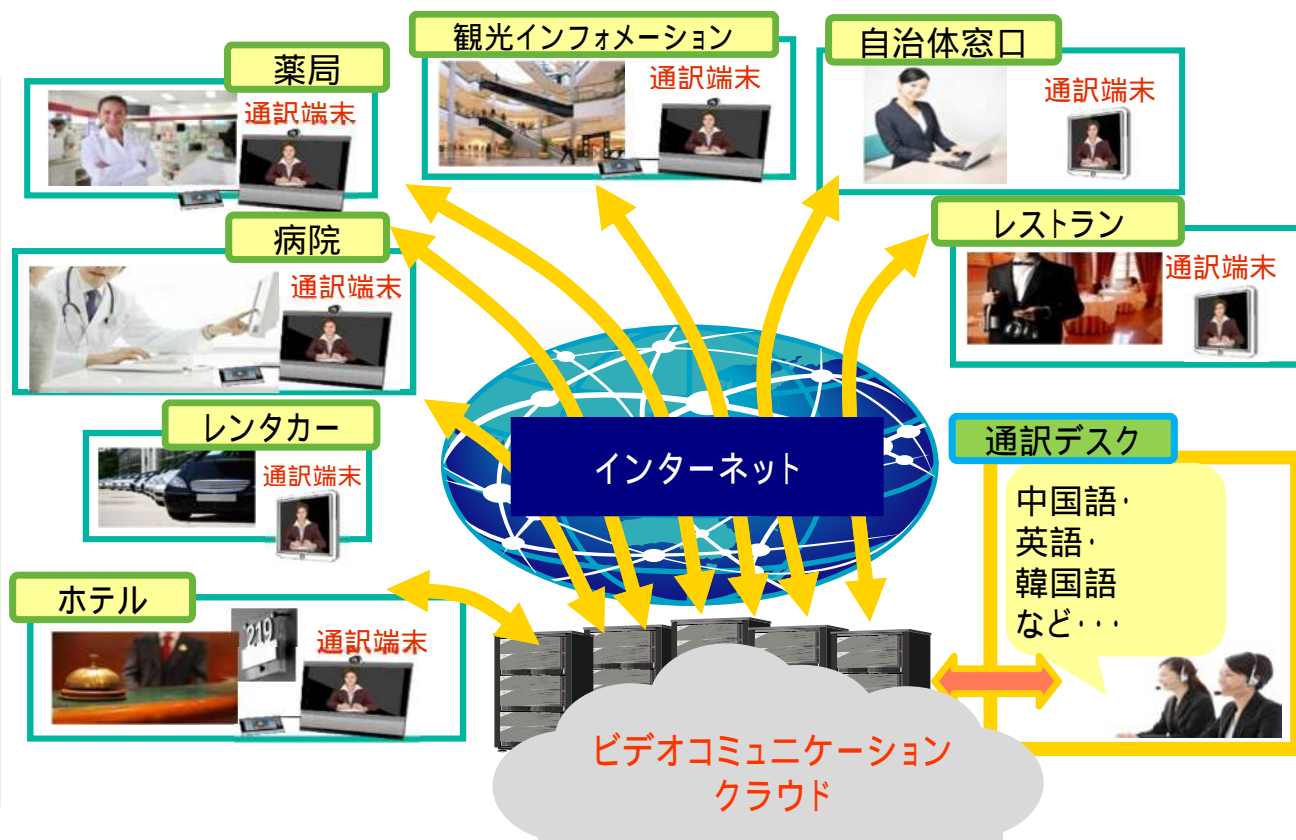 薬局
通訳端末
観光インフォメーション
通訳端末
自治体窓口
通訳端末
病院
通訳端末
レストラン
通訳端末
レンタカー
通訳端末
インターネット
通訳デスク
中国語・
英語・
韓国語
など・・・
ホテル
219
通訳端末
ビデオコミュニケーション
クラウド